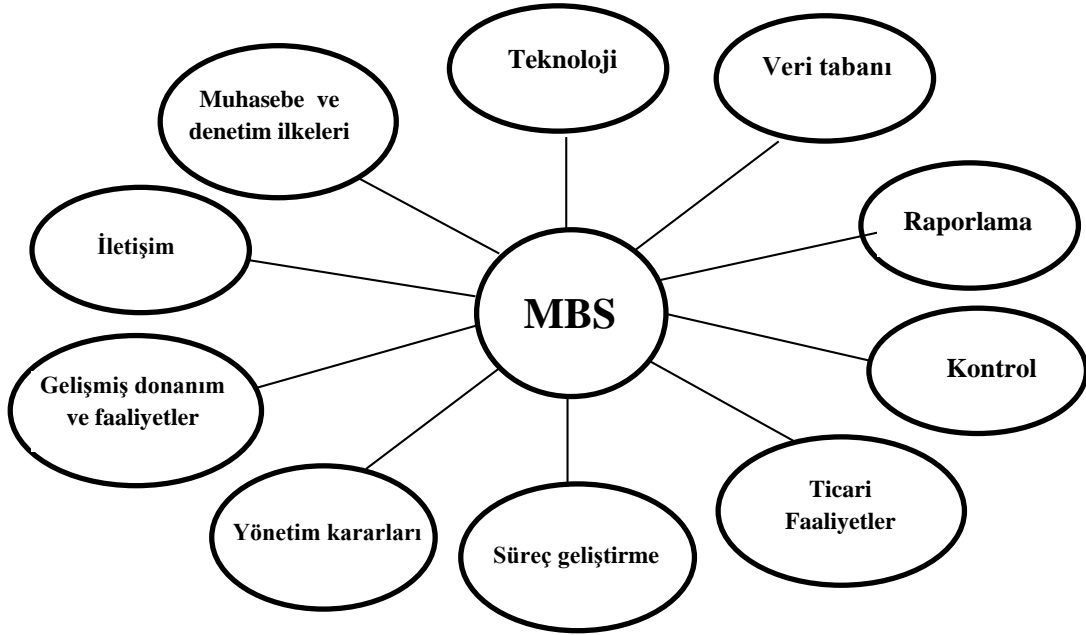 Teknoloji
Veri tabanı
Muhasebe ve
denetim ilkeleri
Raporlama
İletişim
MBS
Kontrol
Gelişmiş donanım
ve faaliyetler
Ticari
Faaliyetler
Yönetim kararları
Süreç geliştirme